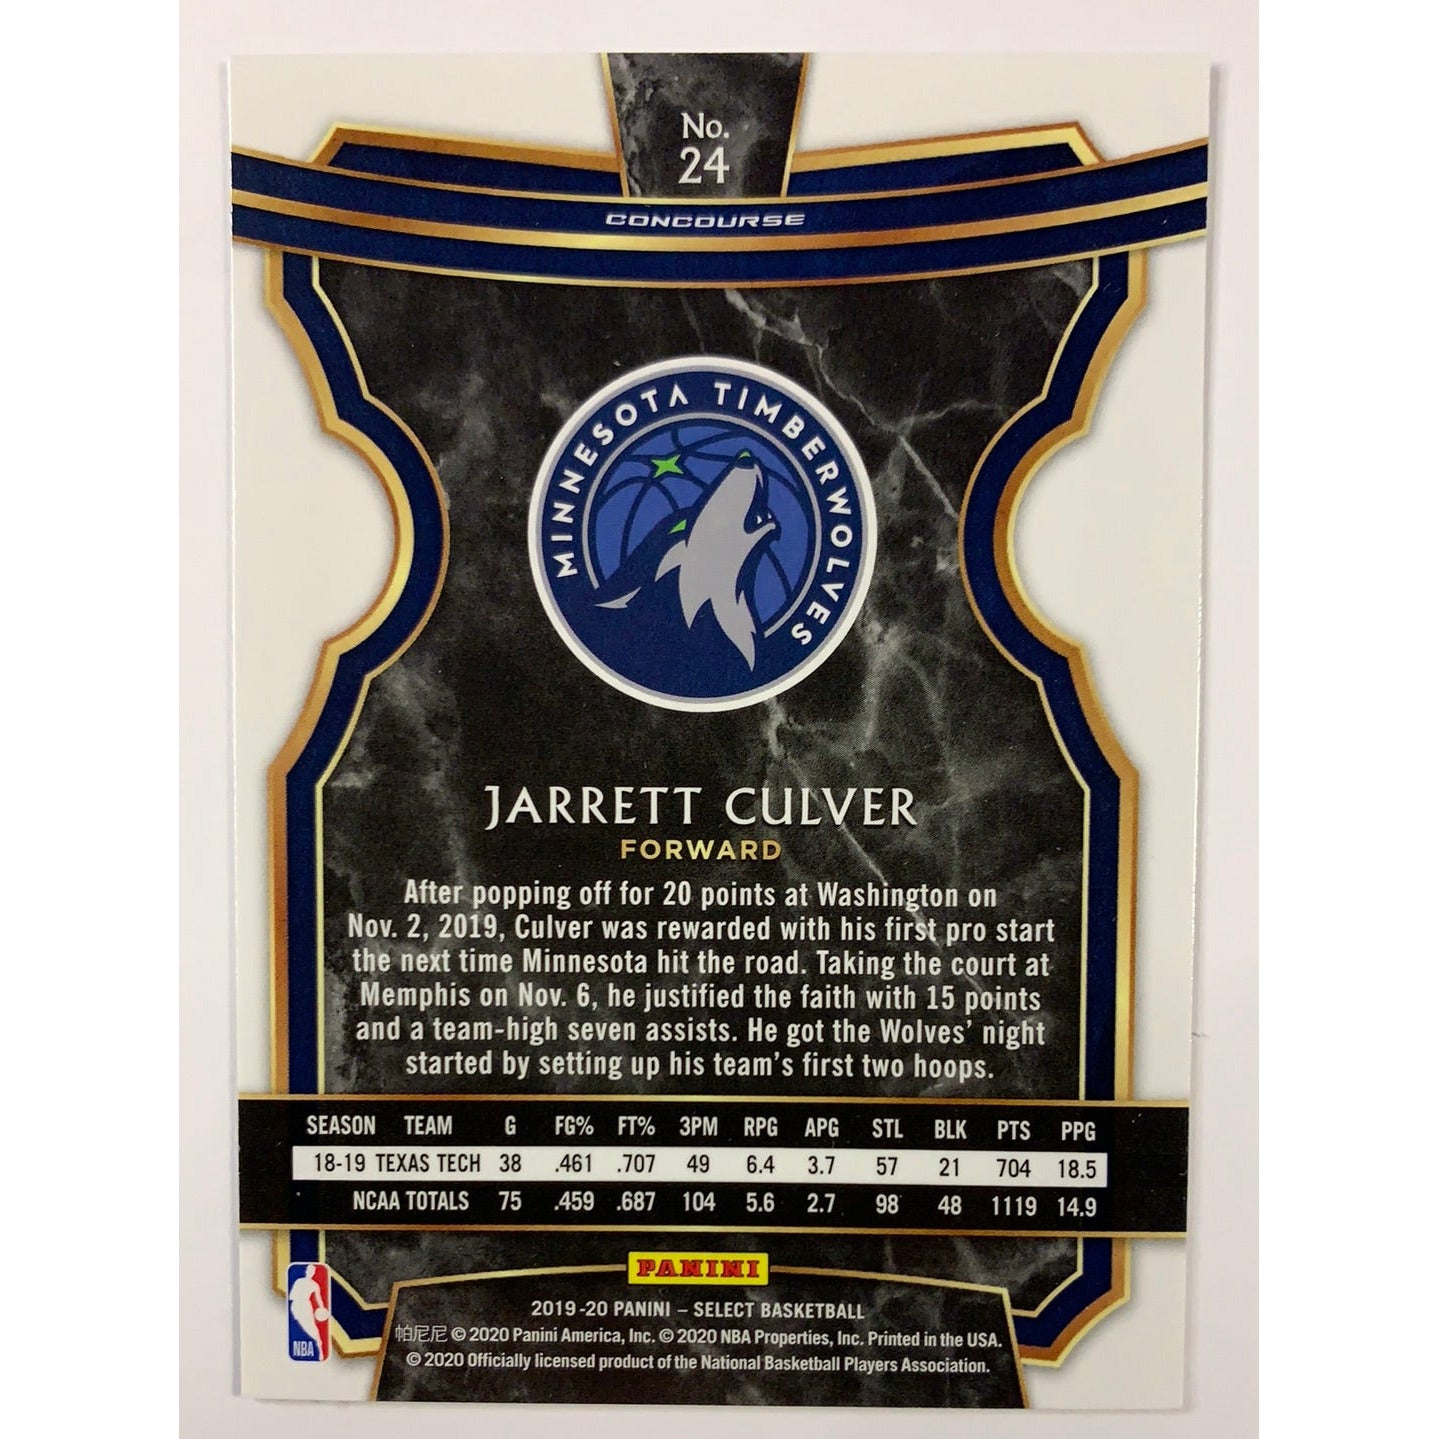 No.
24
CONCOURSE
MINNESOTA TIMBERWOLVES
JARRETT CULVER
FORWARD
After popping off for 20 points at Washington on
Nov. 2, 2019, Culver was rewarded with his first pro start
the next time Minnesota hit the road. Taking the court at
Memphis on Nov. 6, he justified the faith with 15 points
and a team-high seven assists. He got the Wolves' night
started by setting up his team's first two hoops.
SEASON TEAM G FG% FT% 3PM RPG APG STL BLK PTS PPG
18-19 TEXAS TECH 38 .461 .707 49 6.4 3.7 57 21 704 18.5
NCAA TOTALS 75 .459 .687 104 5.6 2.7 98 48 1119 14.9
PANINI
2019-20 PANINI – SELECT BASKETBALL
帕尼尼 © 2020 Panini America, Inc. © 2020 NBA Properties, Inc. Printed in the USA.
© 2020 Officially licensed product of the National Basketball Players Association.
NBA